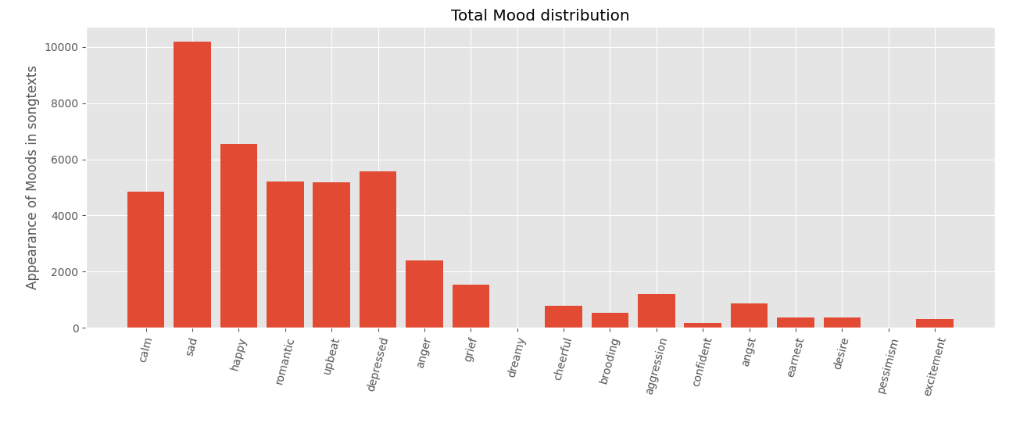 Total Mood distribution
Appearance of Moods in songtexts
10000
8000
6000
4000
2000
0
calm
sad
happy
romantic
upbeat
depressed
anger
grief
dreamy
cheerful
brooding
aggression
confident
angst
earnest
desire
pessimism
excitement